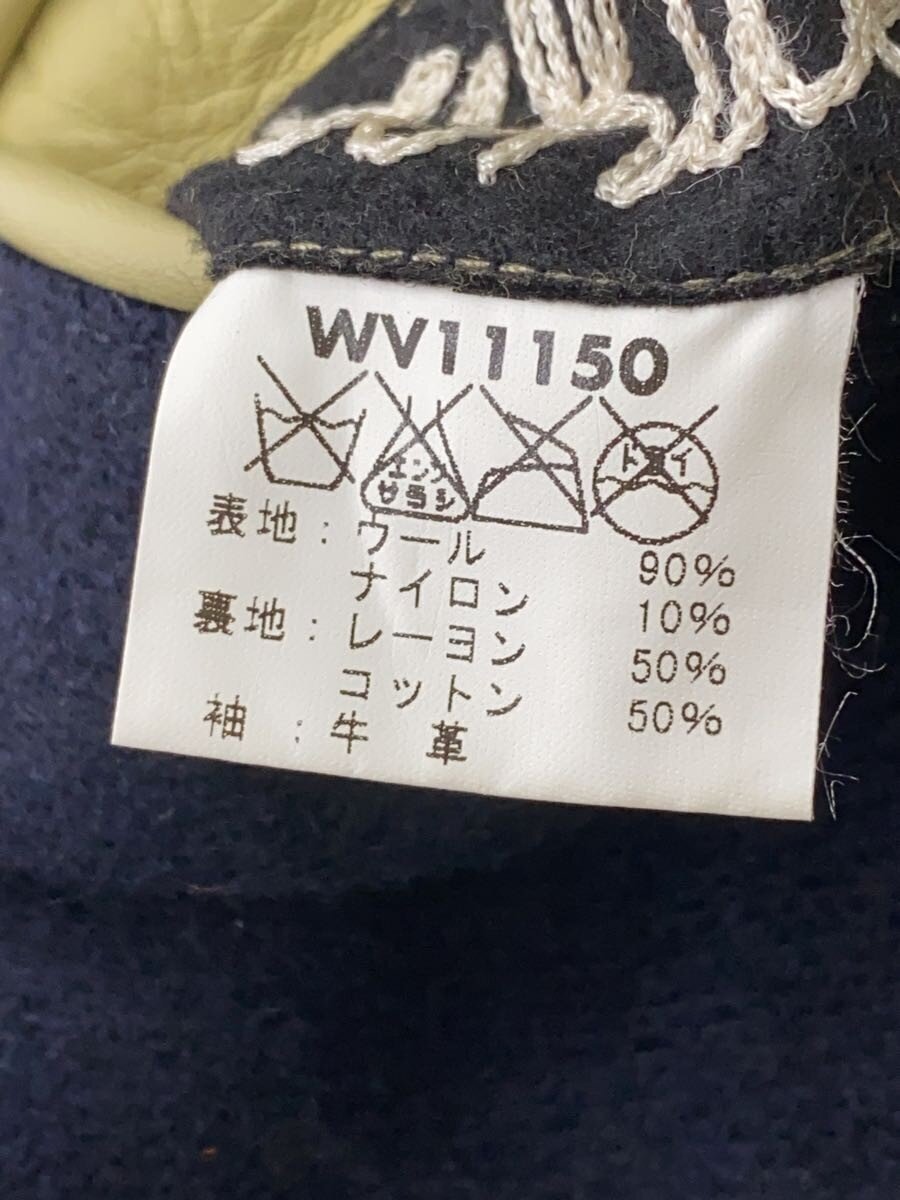 WV11150
エンソ
サラシ
ドライ
表地：ウール 90%
ナイロン 10%
裏地：レーヨン 50%
コットン 50%
袖：牛革